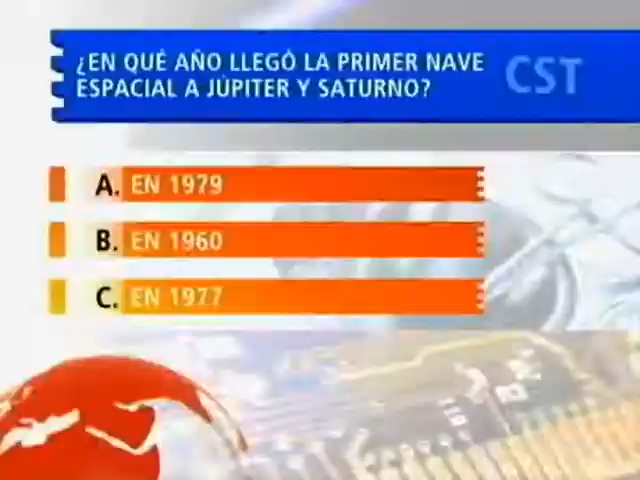 ¿EN QUÉ AÑO LLEGÓ LA PRIMER NAVE
ESPACIAL A JÚPITER Y SATURNO?
CST
A. EN 1979
B. EN 1960
C. EN 1977